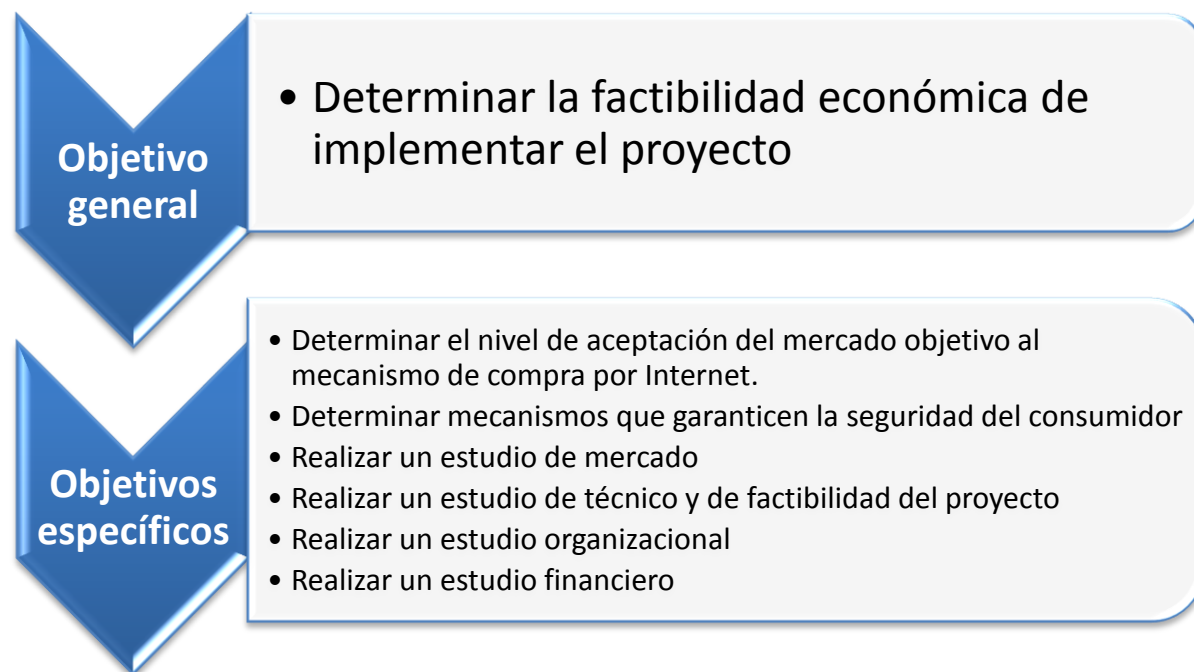 Objetivo
general
• Determinar la factibilidad económica de
implementar el proyecto
Objetivos
específicos
• Determinar el nivel de aceptación del mercado objetivo al
mecanismo de compra por Internet.
• Determinar mecanismos que garanticen la seguridad del consumidor
• Realizar un estudio de mercado
• Realizar un estudio de técnico y de factibilidad del proyecto
• Realizar un estudio organizacional
• Realizar un estudio financiero